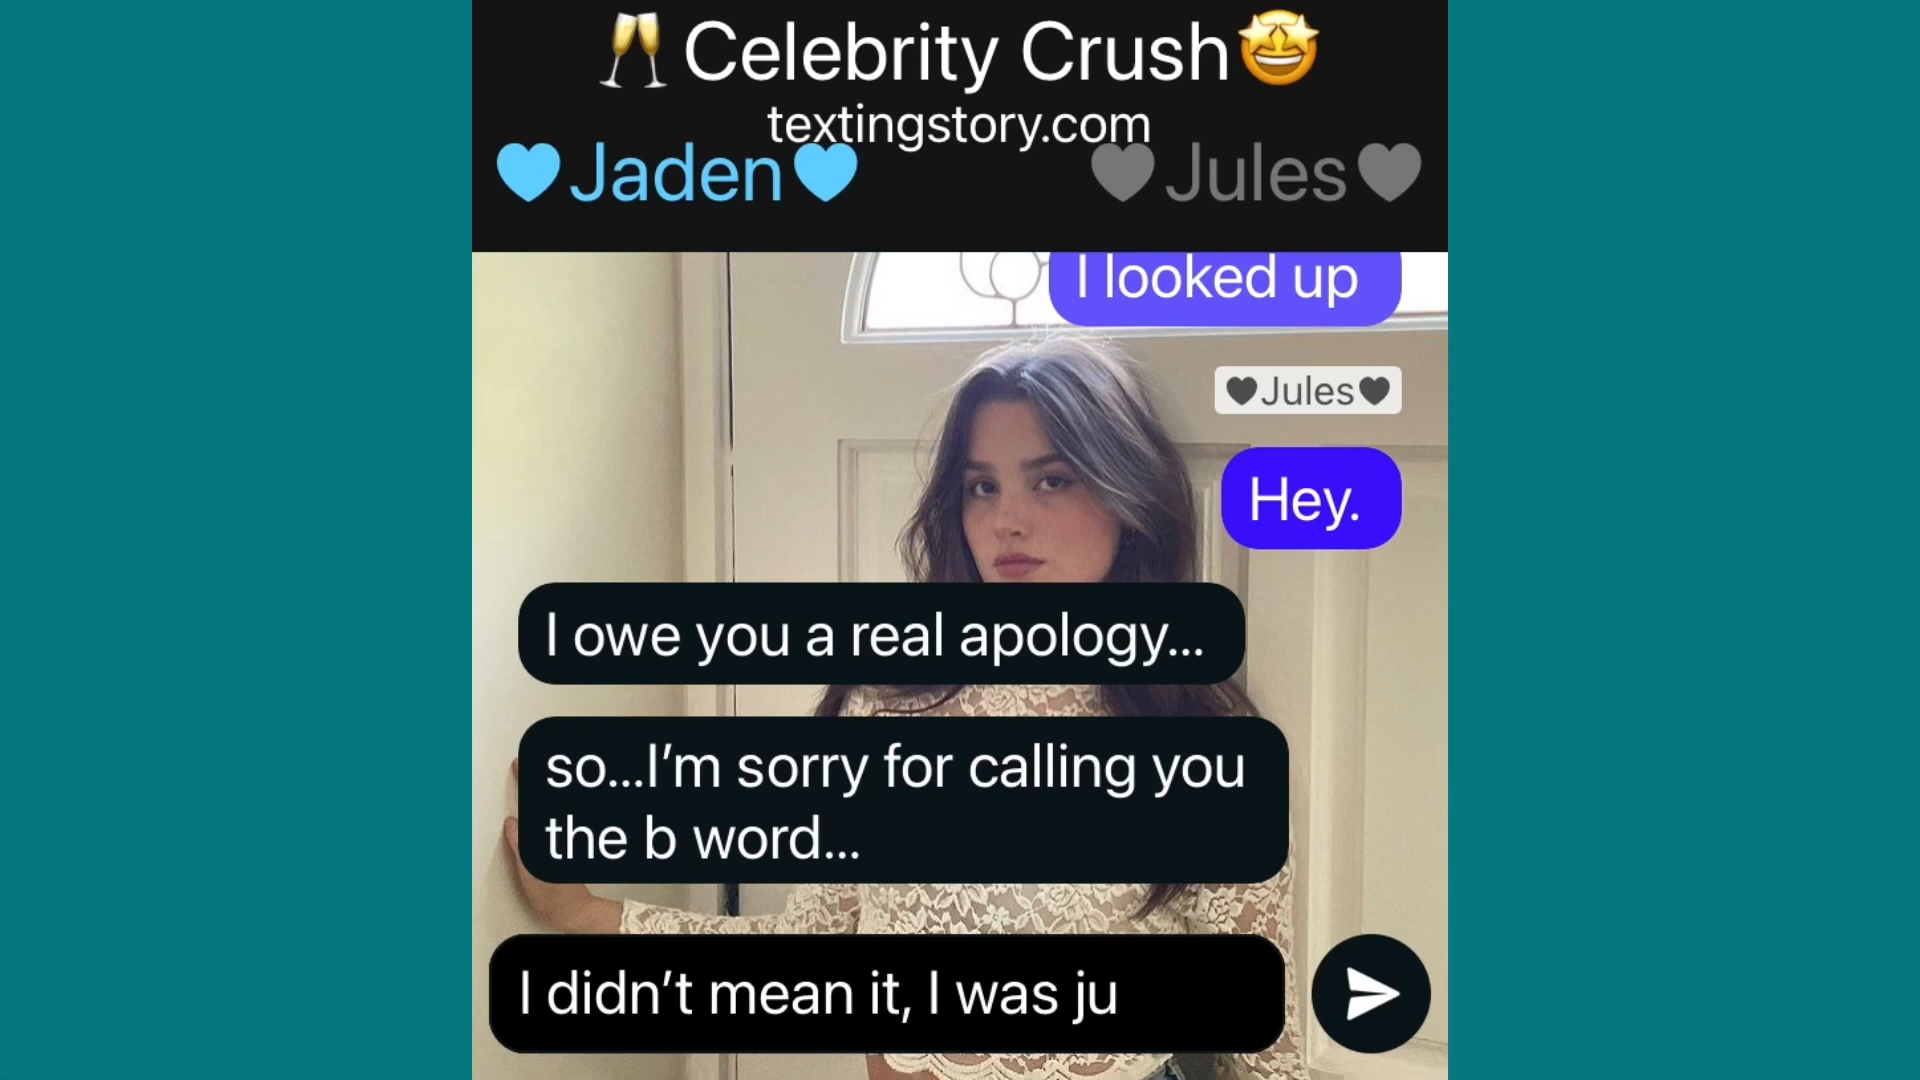 🥂Celebrity Crush🤩
textingstory.com
🩵Jaden🩵
🖤Jules🖤
I looked up
🖤Jules🖤
Hey.
I owe you a real apology...
so...I’m sorry for calling you
the b word...
I didn’t mean it, I was ju